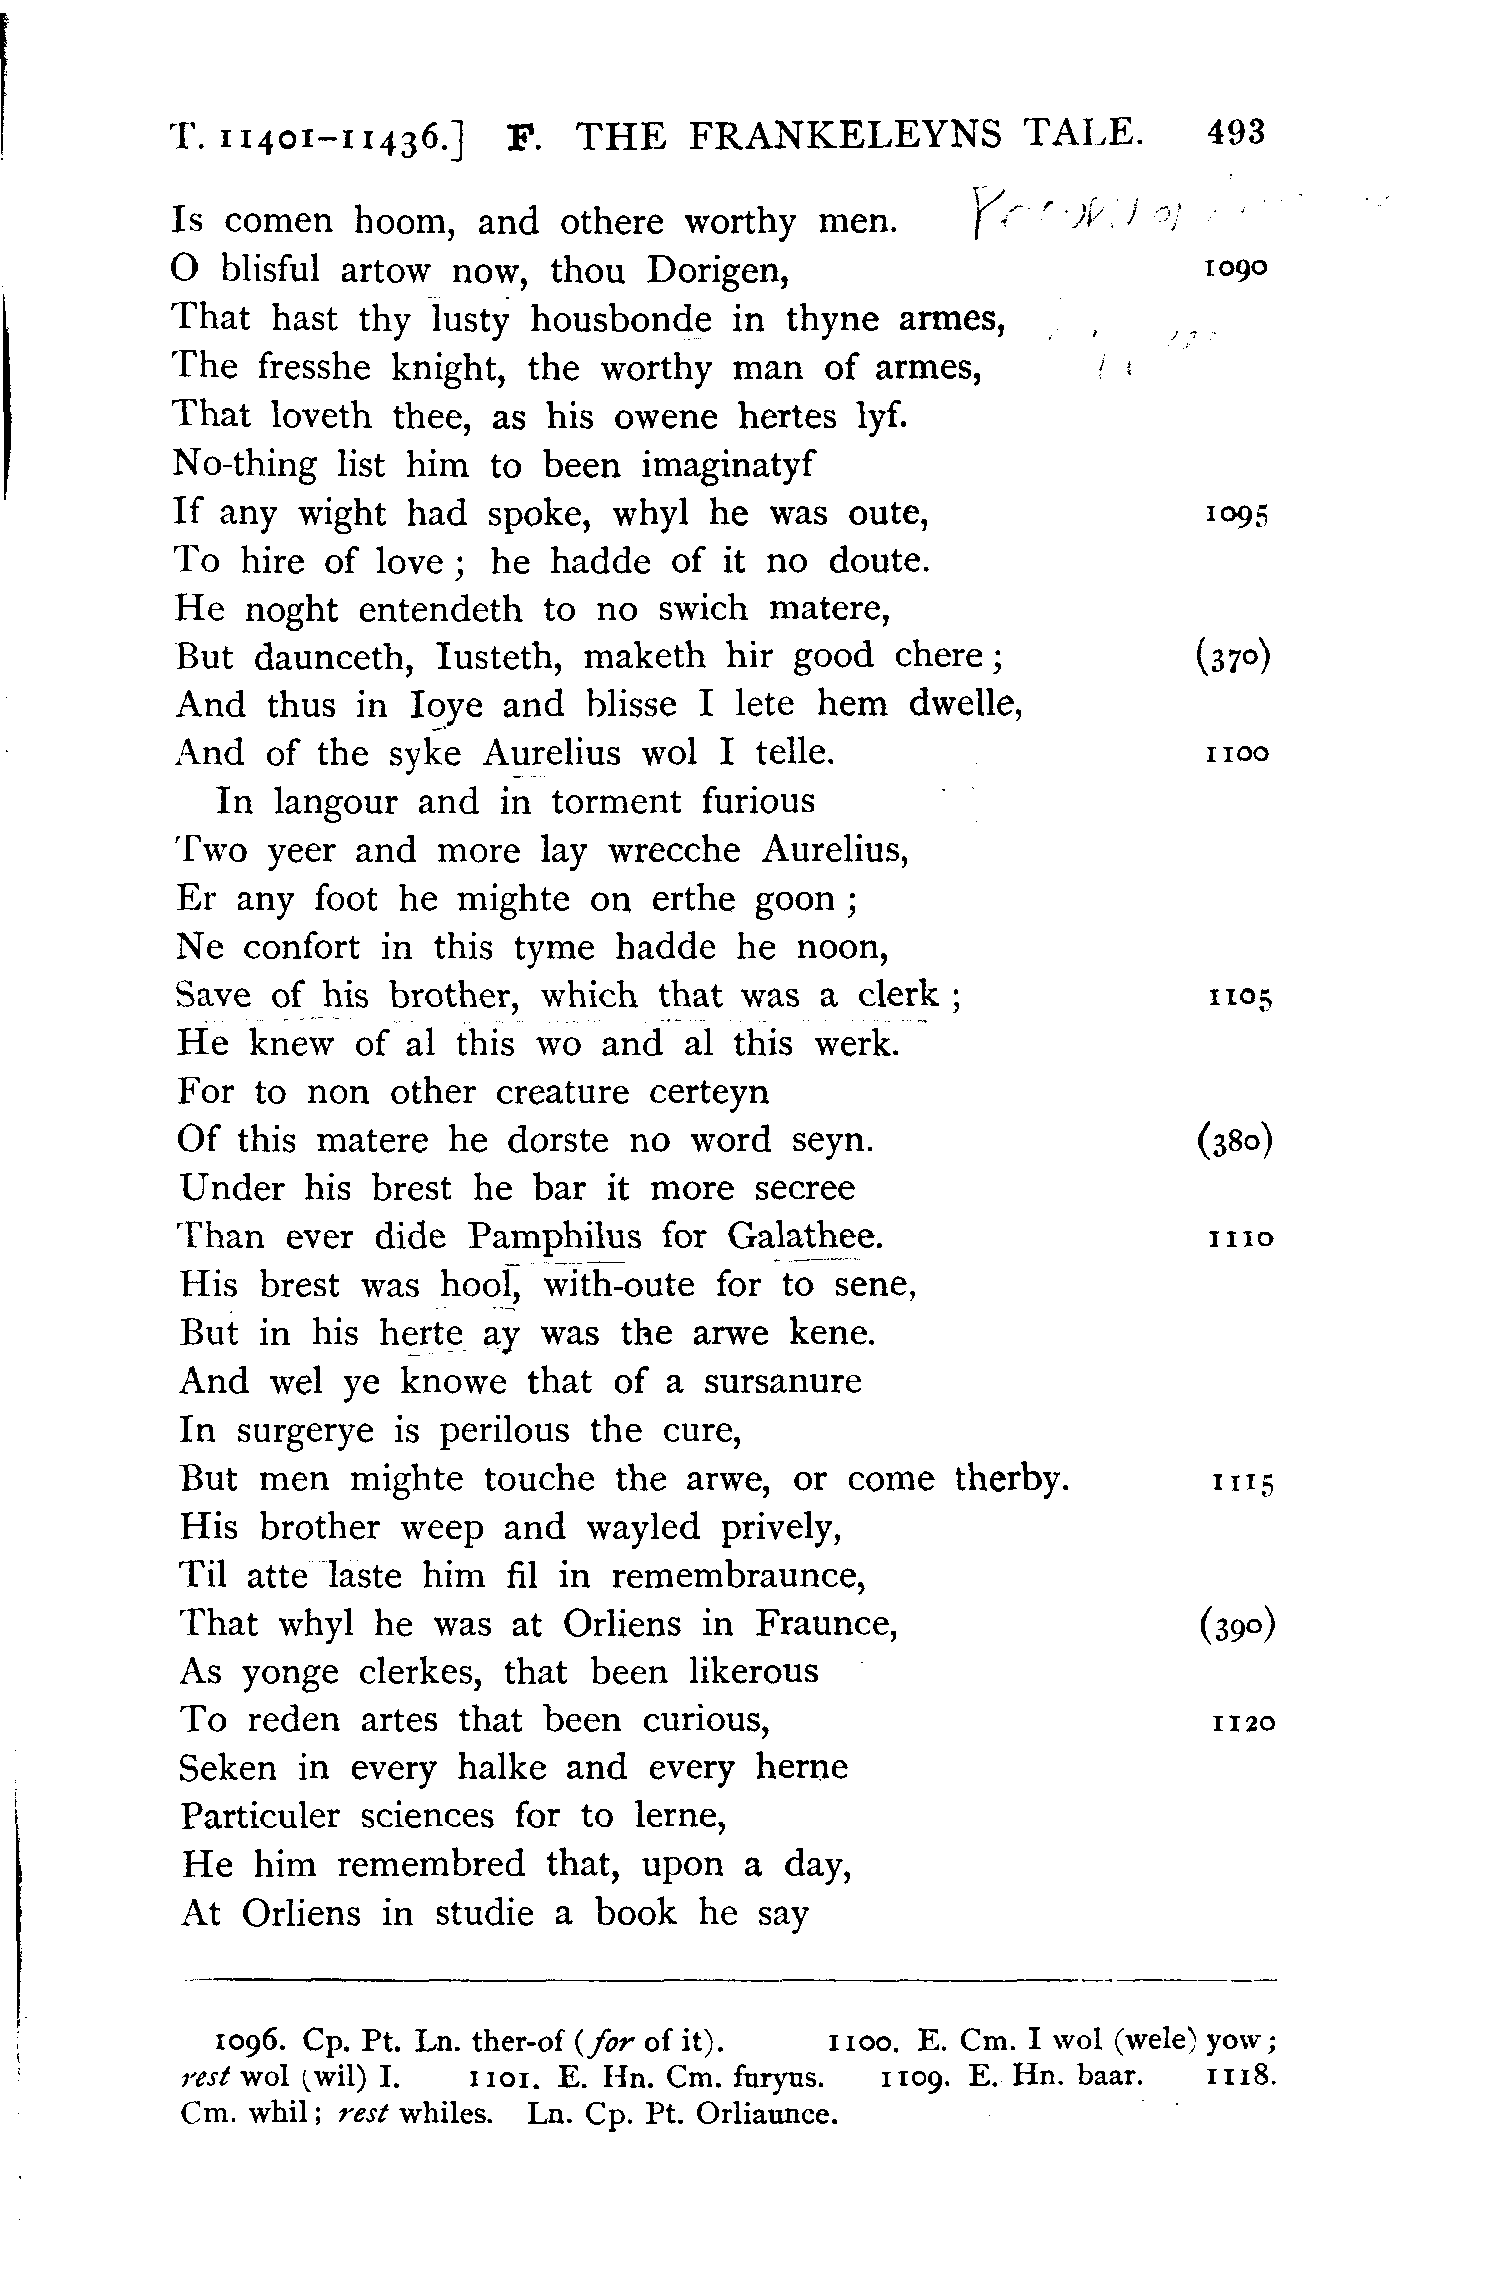 T. 11401–11436.] F. THE FRANKELEYNS TALE. 493
Is comen hoom, and othere worthy men.
O blisful artow now, thou Dorigen, 1090
That hast thy lusty housbonde in thyne armes,
The fresshe knight, the worthy man of armes,
That loveth thee, as his owene hertes lyf.
No-thing list him to been imaginatyf
If any wight had spoke, whyl he was oute, 1095
To hire of love ; he hadde of it no doute.
He noght entendeth to no swich matere,
But daunceth, Iusteth, maketh hir good chere ; (370)
And thus in Ioye and blisse I lete hem dwelle,
And of the syke Aurelius wol I telle. 1100
In langour and in torment furious
Two yeer and more lay wrecche Aurelius,
Er any foot he mighte on erthe goon ;
Ne confort in this tyme hadde he noon,
Save of his brother, which that was a clerk ; 1105
He knew of al this wo and al this werk.
For to non other creature certeyn
Of this matere he dorste no word seyn. (380)
Under his brest he bar it more secree
Than ever dide Pamphilus for Galathee. 1110
His brest was hool, with-oute for to sene,
But in his herte ay was the arwe kene.
And wel ye knowe that of a sursanure
In surgerye is perilous the cure,
But men mighte touche the arwe, or come therby. 1115
His brother weep and wayled prively,
Til atte laste him fil in remembraunce,
That whyl he was at Orliens in Fraunce, (390)
As yonge clerkes, that been likerous
To reden artes that been curious, 1120
Seken in every halke and every herne
Particuler sciences for to lerne,
He him remembred that, upon a day,
At Orliens in studie a book he say
1096. Cp. Pt. Ln. ther-of (for of it). 1100. E. Cm. I wol (wele) yow ;
rest wol (wil) I. 1101. E. Hn. Cm. furyus. 1109. E. Hn. baar. 1118.
Cm. whil ; rest whiles. Ln. Cp. Pt. Orliaunce.